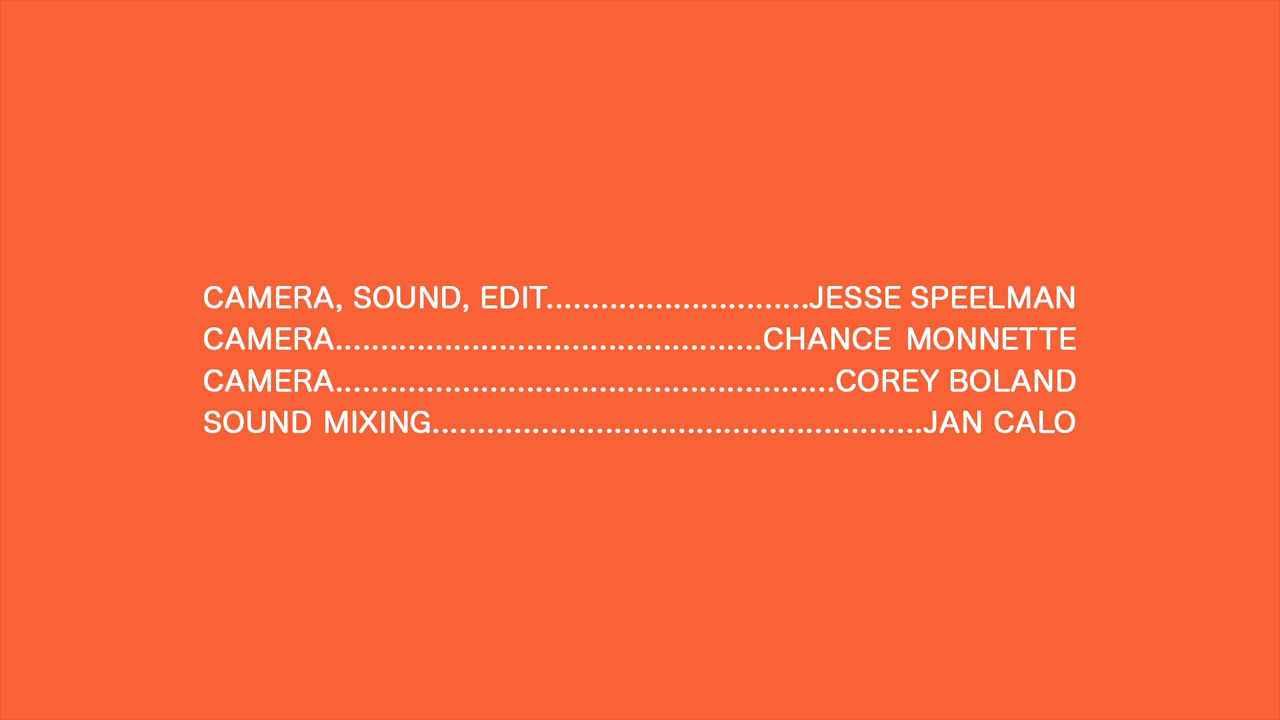 CAMERA, SOUND, EDIT.............................JESSE SPEELMAN
CAMERA...............................................CHANCE MONNETTE
CAMERA.......................................................COREY BOLAND
SOUND MIXING......................................................JAN CALO